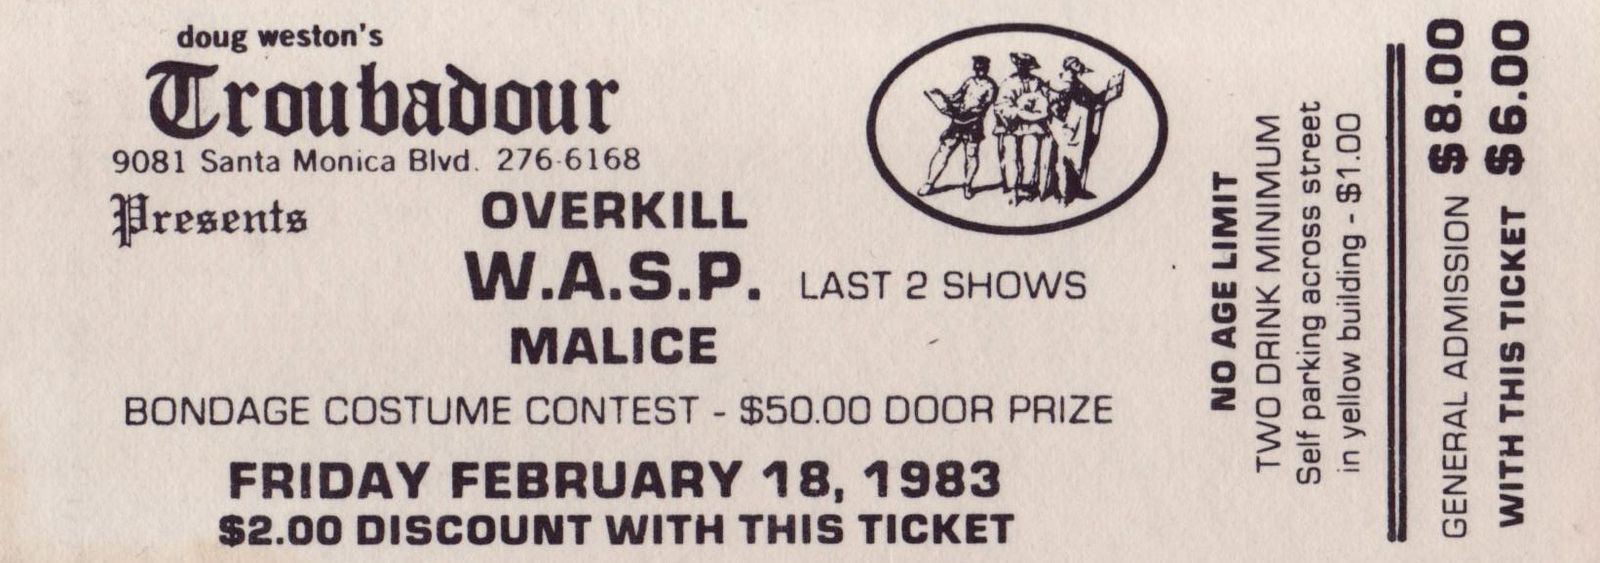 doug weston's
Troubadour
9081 Santa Monica Blvd. 276-6168
Presents
OVERKILL
W.A.S.P. LAST 2 SHOWS
MALICE
BONDAGE COSTUME CONTEST - $50.00 DOOR PRIZE
FRIDAY FEBRUARY 18, 1983
$2.00 DISCOUNT WITH THIS TICKET
NO AGE LIMIT
TWO DRINK MINIMUM
Self parking across street
in yellow building - $1.00
GENERAL ADMISSION $8.00
WITH THIS TICKET $6.00